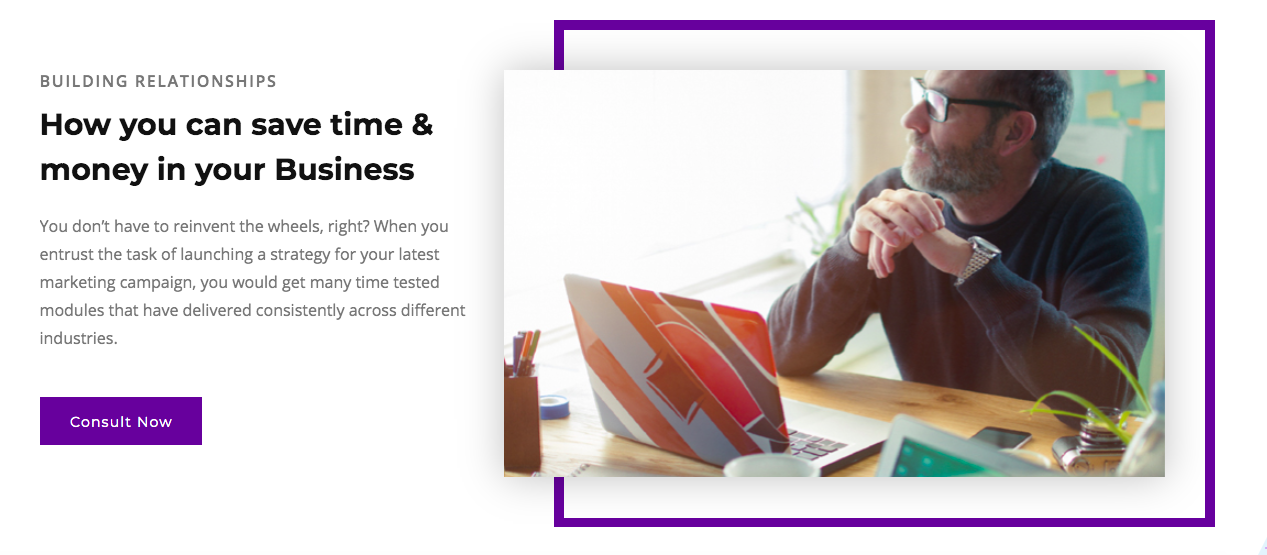 BUILDING RELATIONSHIPS
How you can save time &
money in your Business
You don’t have to reinvent the wheels, right? When you
entrust the task of launching a strategy for your latest
marketing campaign, you would get many time tested
modules that have delivered consistently across different
industries.
Consult Now